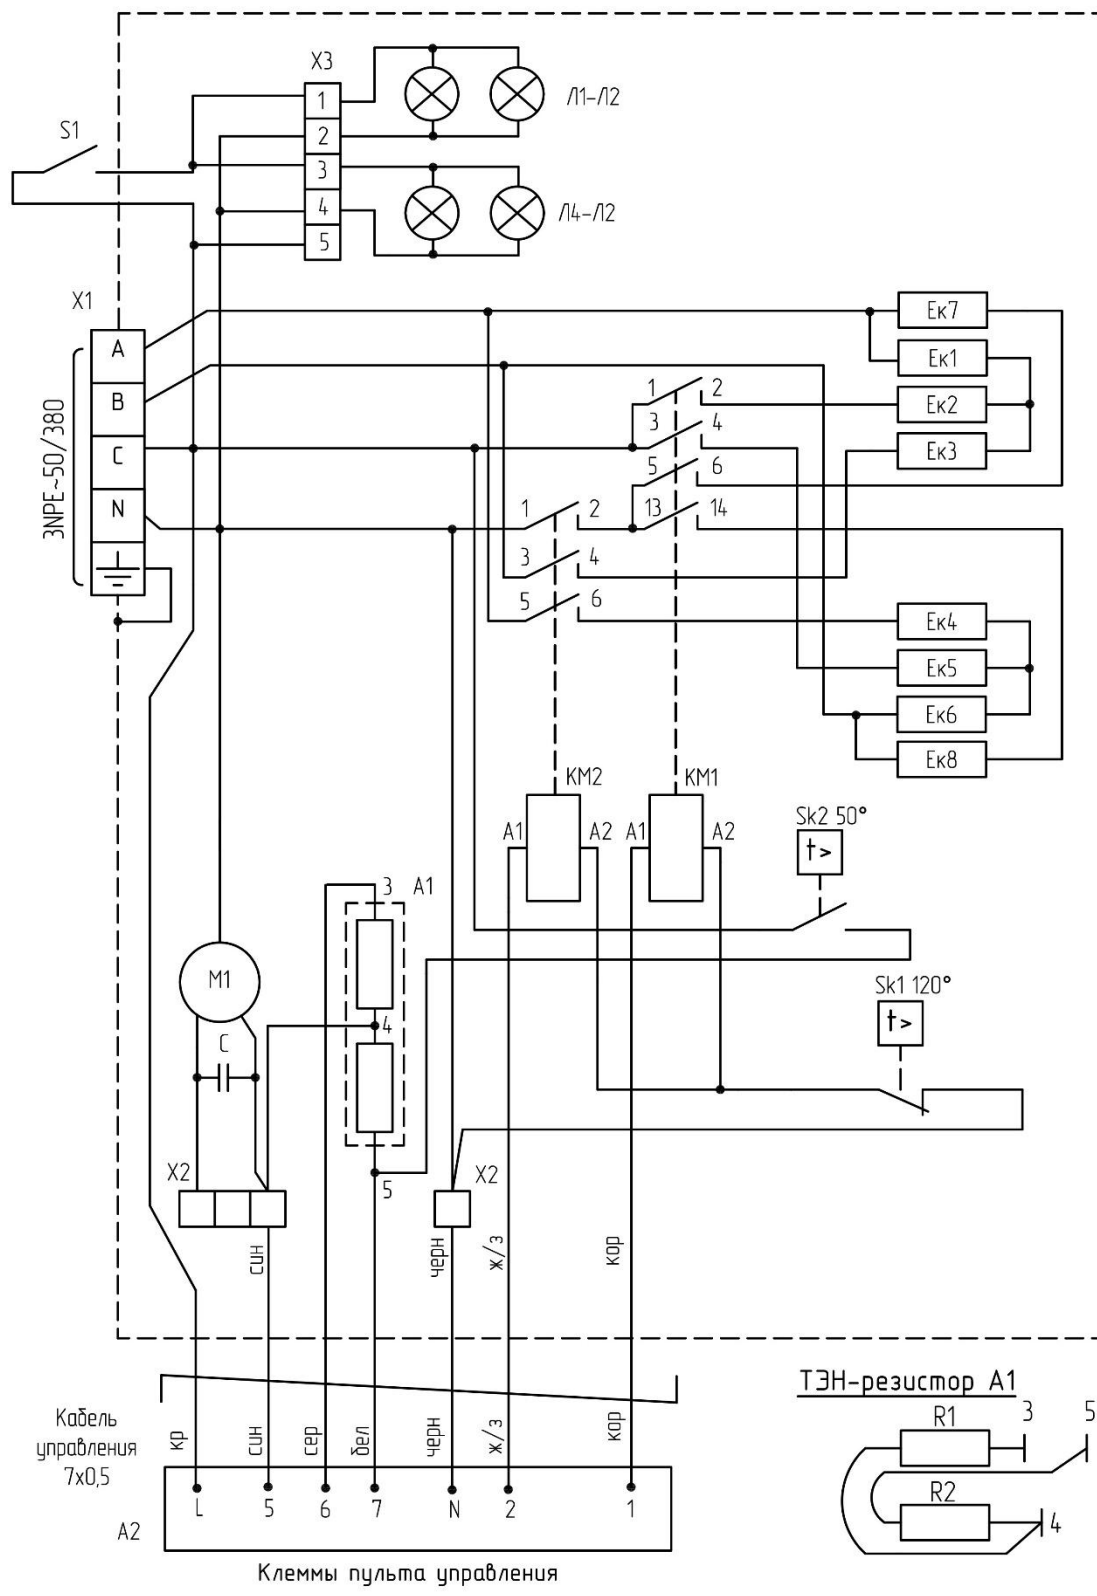 X3
1
2
3
4
5
Л1-Л2
Л4-Л2
S1
X1
A
B
C
N
3NPE~50/380
Ек7
Ек1
Ек2
Ек3
1 2
3 4
5 6
13 14
1 2
3 4
5 6
Ек4
Ек5
Ек6
Ек8
KM2
KM1
A1 A2
A1 A2
Sk2 50°
t>
Sk1 120°
t>
3 A1
4
5
M1
C
X2
X2
син
черн
ж/з
кор
Кабель
управления
7x0,5
кр
син
сер
бел
черн
ж/з
кор
L 5 6 7 N 2 1
A2
Клеммы пульта управления
ТЭН-резистор А1
R1 3 5
R2
4